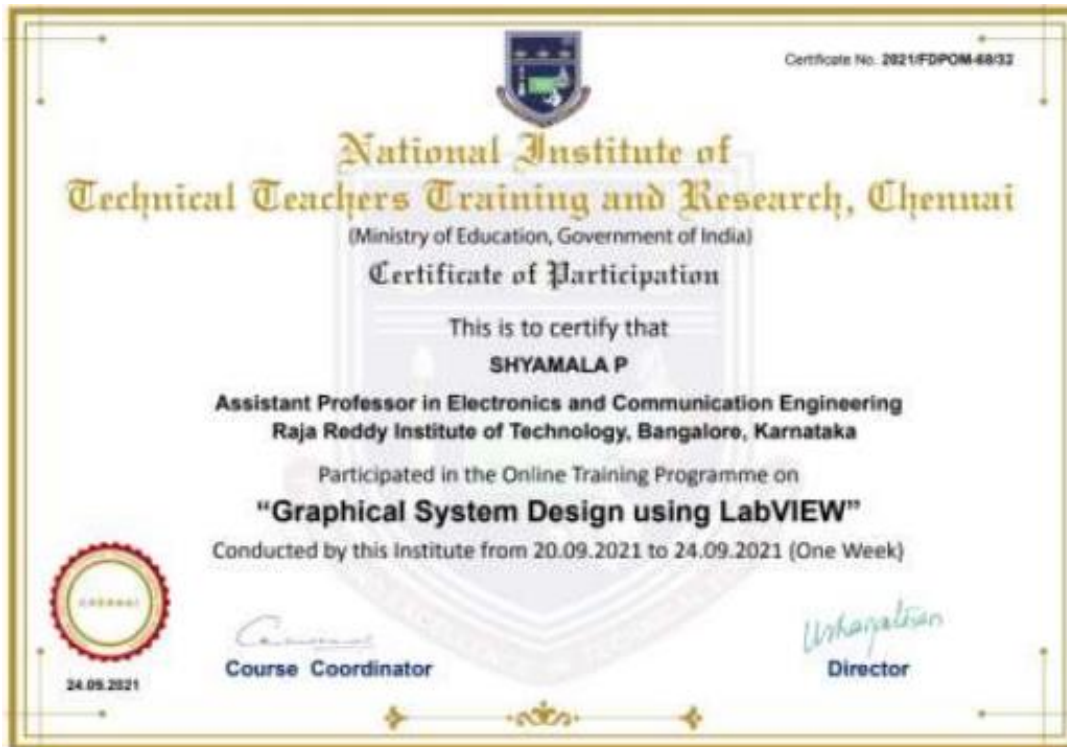 Certificate No. 2021/FDPOM-68/32
National Institute of
Technical Teachers Training and Research, Chennai
(Ministry of Education, Government of India)
Certificate of Participation
This is to certify that
SHYAMALA P
Assistant Professor in Electronics and Communication Engineering
Raja Reddy Institute of Technology, Bangalore, Karnataka
Participated in the Online Training Programme on
“Graphical System Design using LabVIEW”
Conducted by this Institute from 20.09.2021 to 24.09.2021 (One Week)
CHENNAI
Course Coordinator
Director
24.09.2021